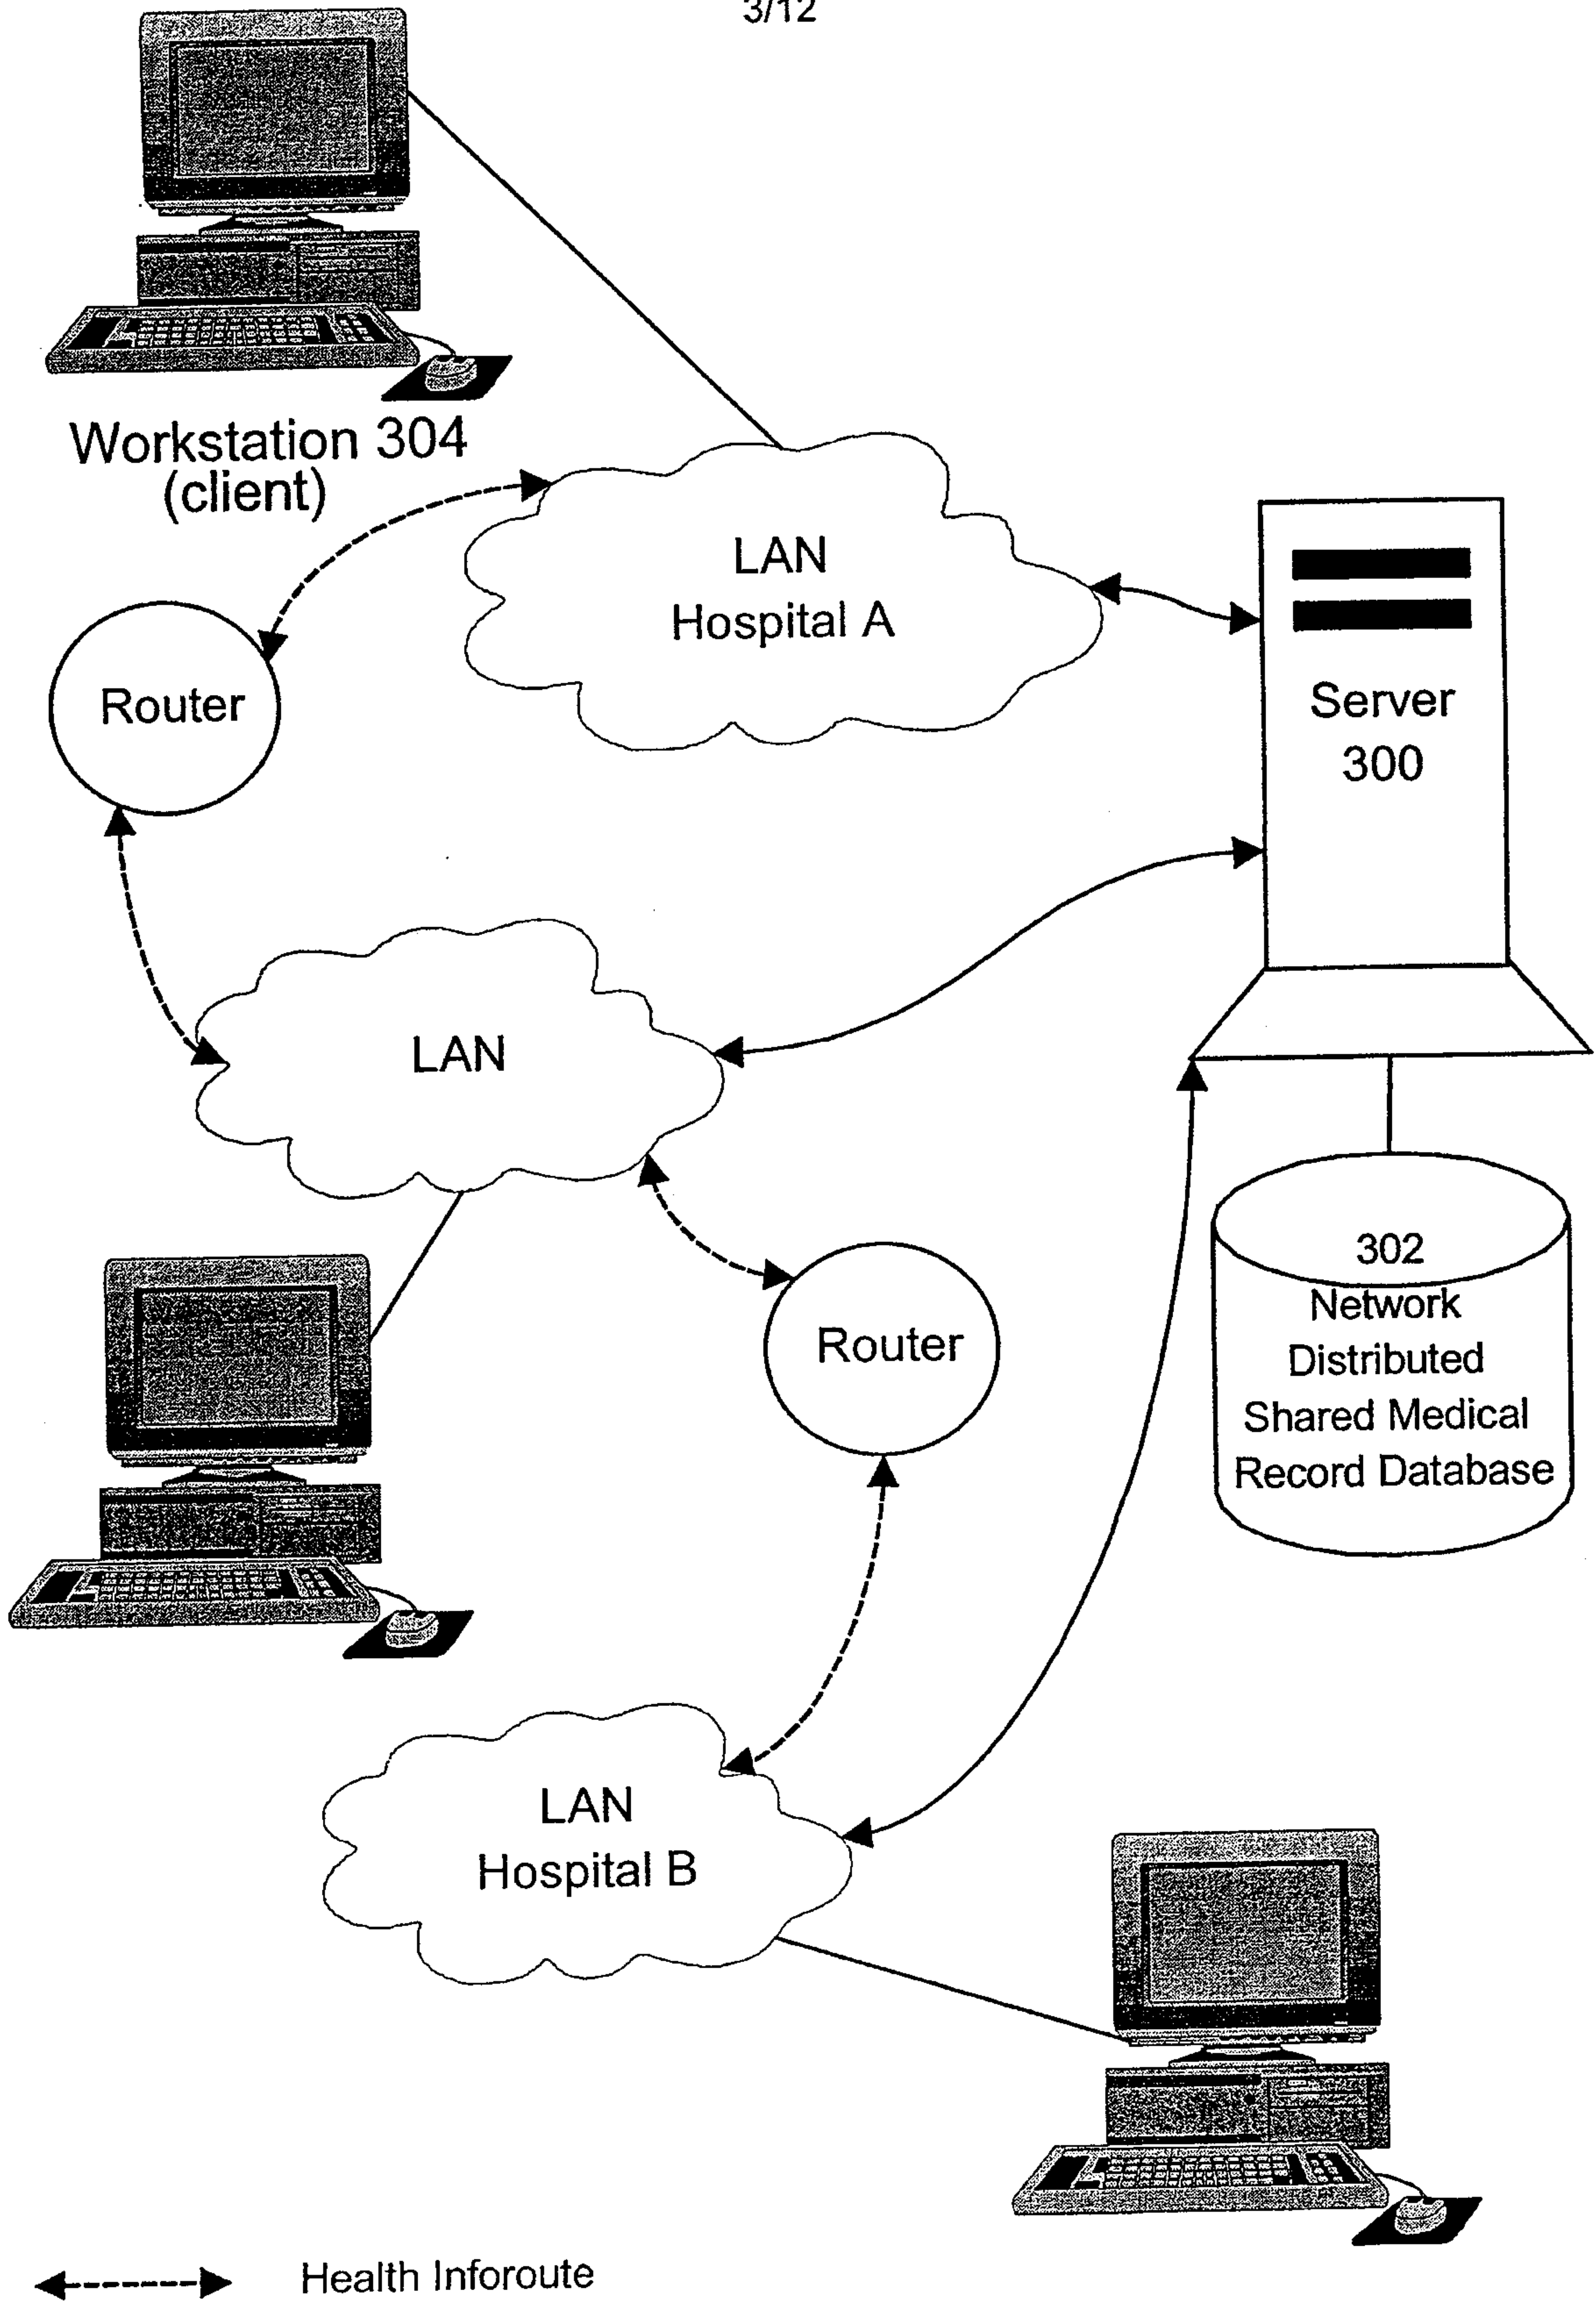 3/12
Workstation 304
(client)
LAN
Hospital A
Router
Server
300
LAN
302
Network
Distributed
Shared Medical
Record Database
Router
LAN
Hospital B
Health Inforoute